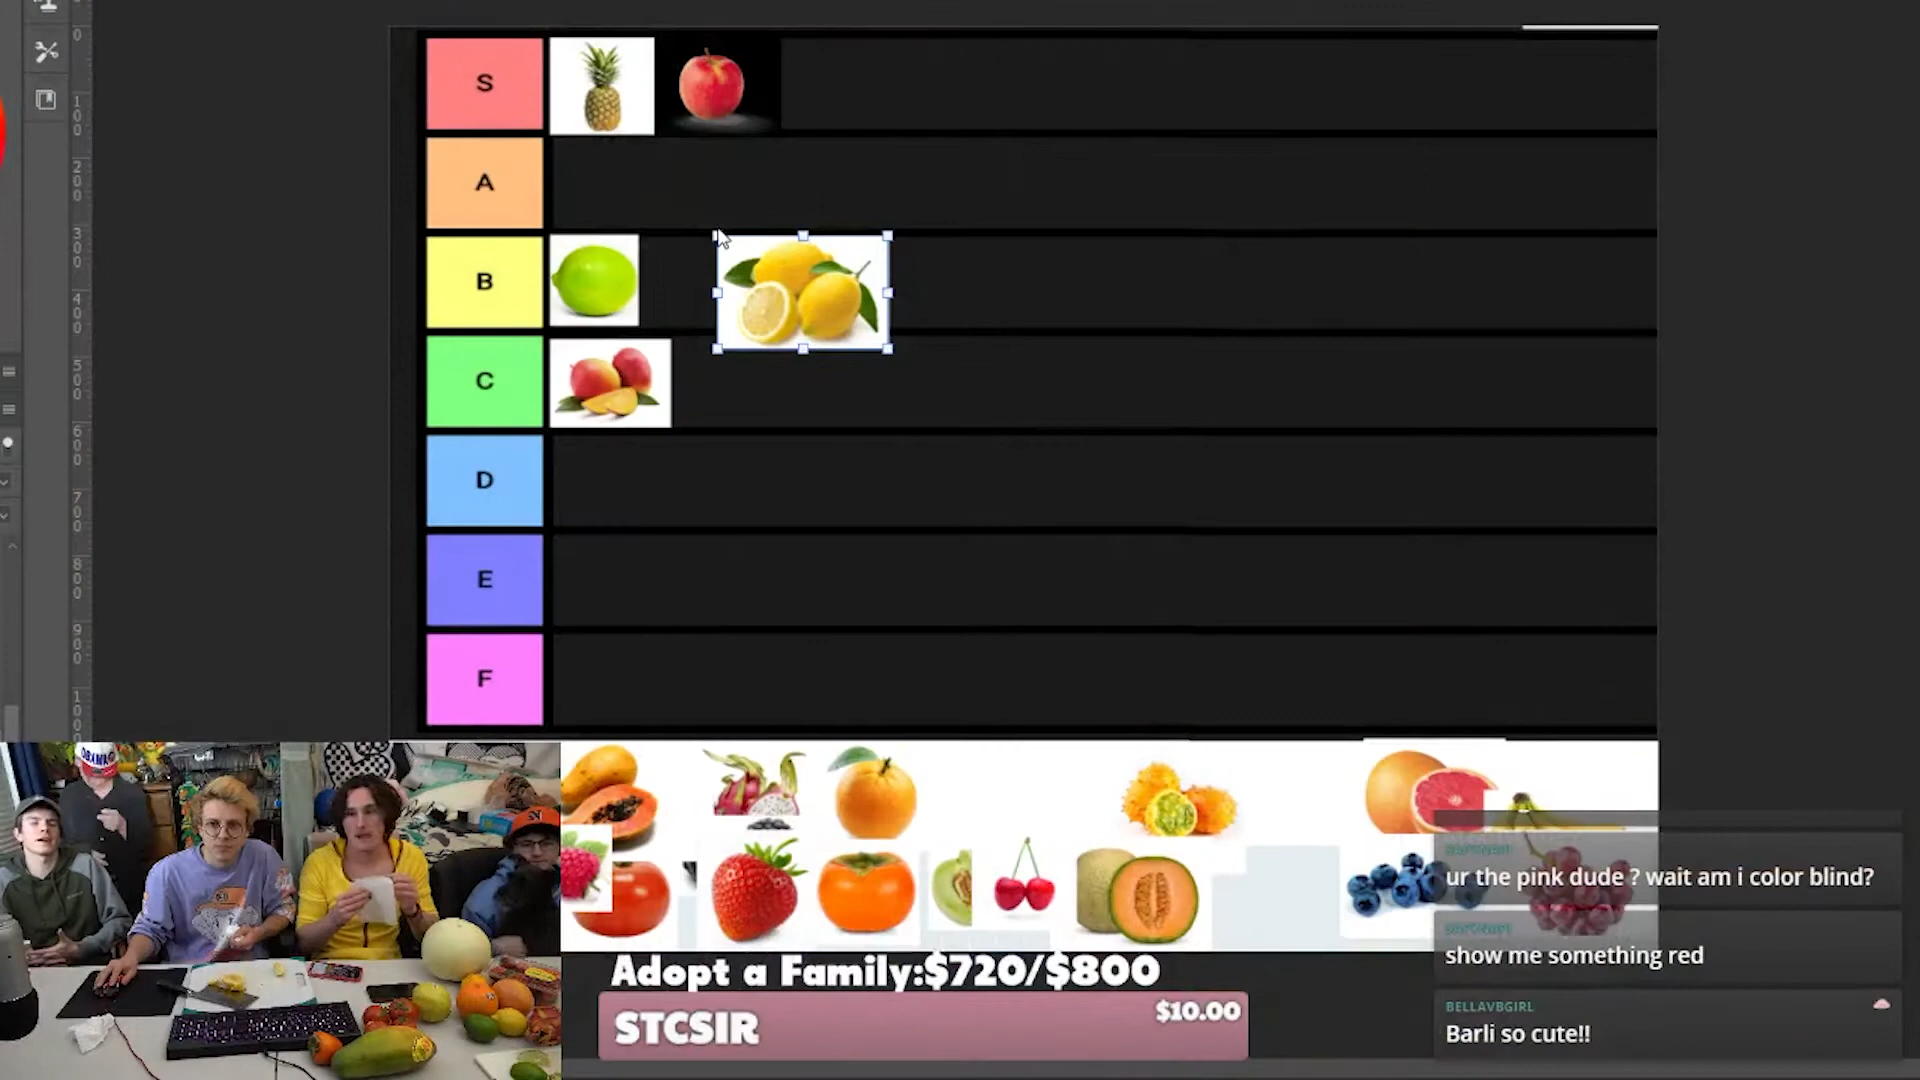 S
A
B
C
D
E
F
OBAMA
ur the pink dude ? wait am i color blind?
show me something red
BELLAVBGIRL
Barli so cute!!
Adopt a Family:$720/$800
STCSIR
$10.00